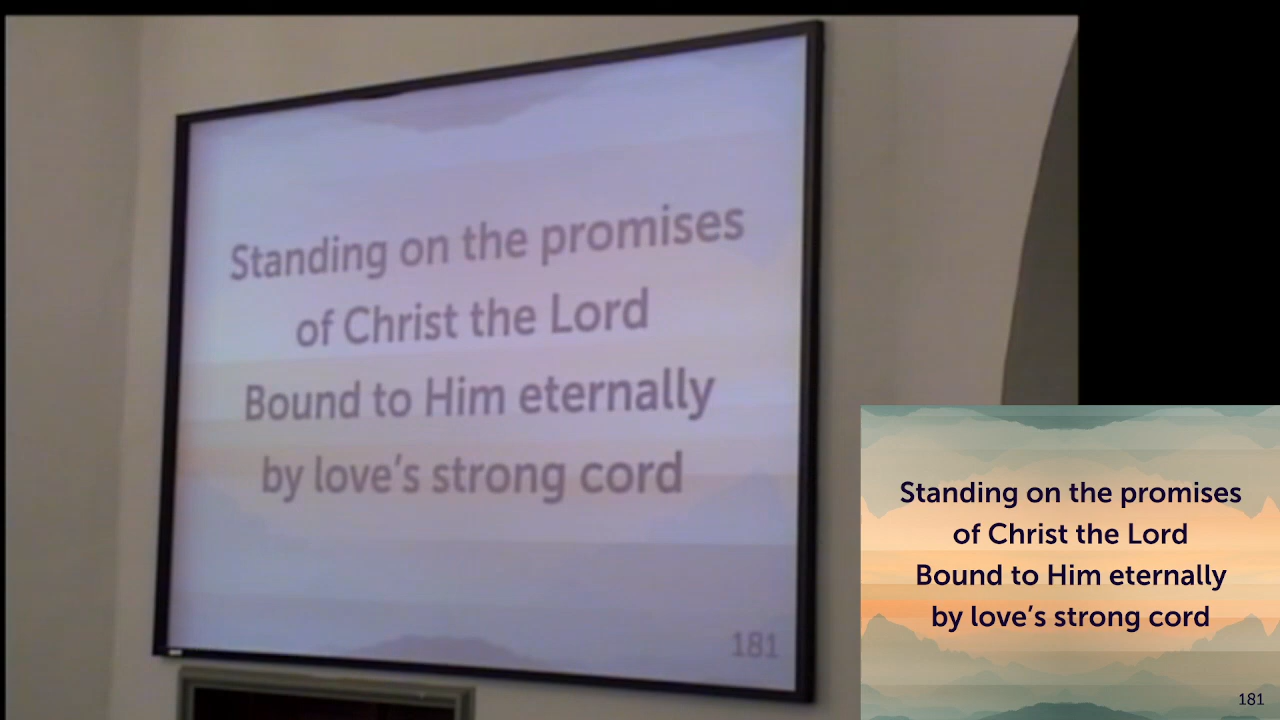 Standing on the promises
of Christ the Lord
Bound to Him eternally
by love's strong cord
181
Standing on the promises
of Christ the Lord
Bound to Him eternally
by love's strong cord
181